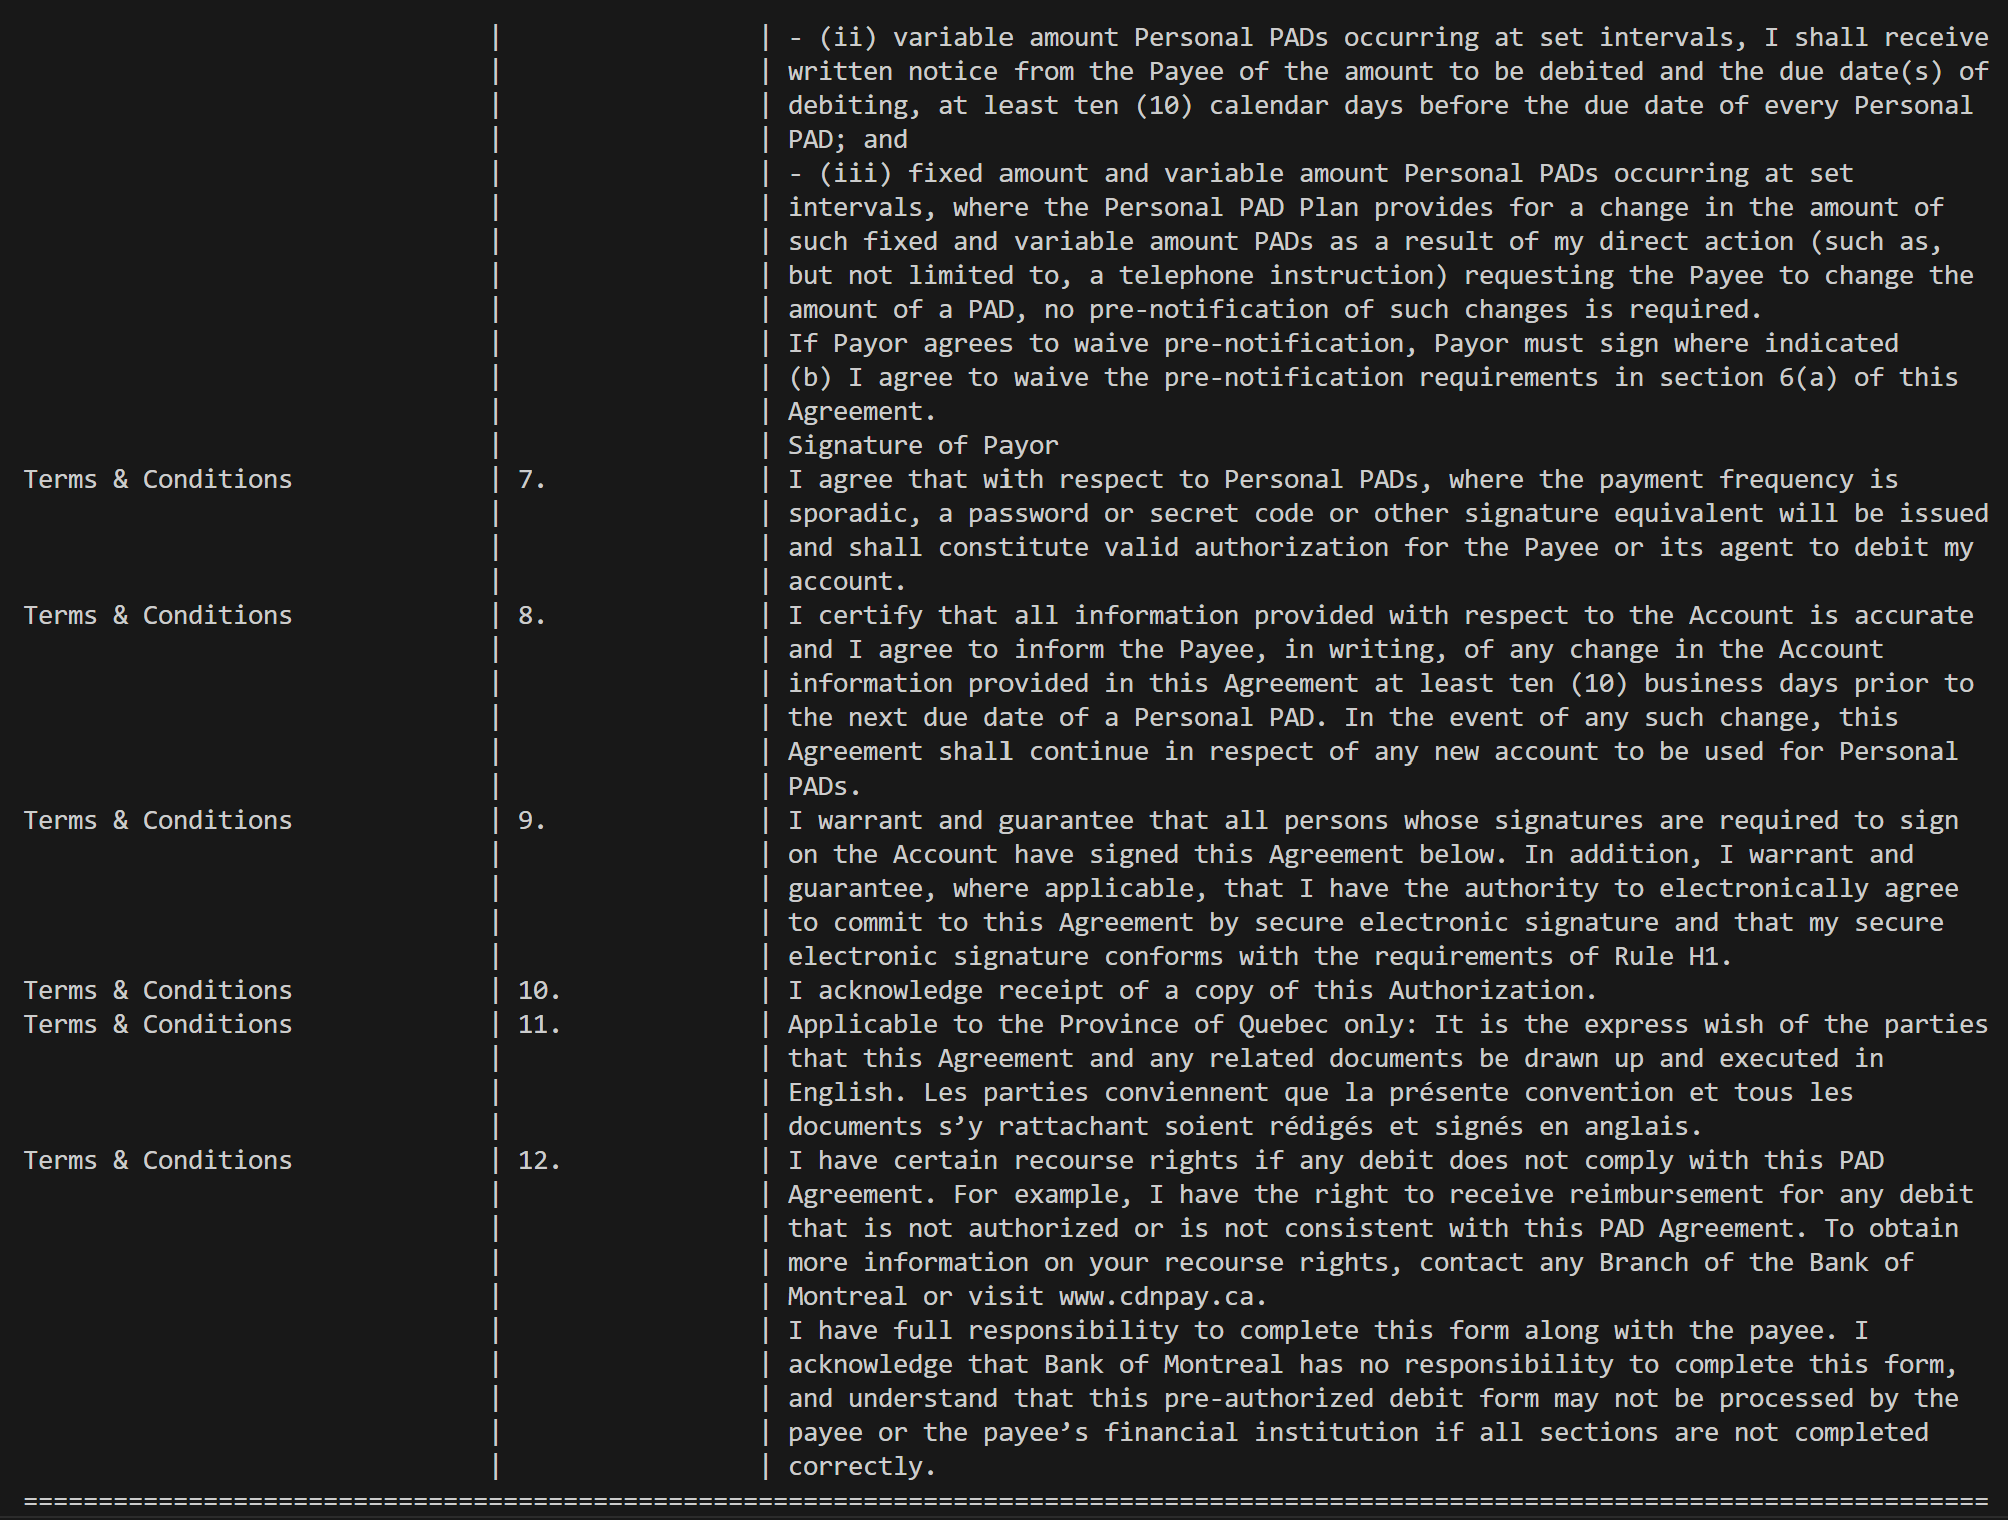 | | - (ii) variable amount Personal PADs occurring at set intervals, I shall receive
| | written notice from the Payee of the amount to be debited and the due date(s) of
| | debiting, at least ten (10) calendar days before the due date of every Personal
| | PAD; and
| | - (iii) fixed amount and variable amount Personal PADs occurring at set
| | intervals, where the Personal PAD Plan provides for a change in the amount of
| | such fixed and variable amount PADs as a result of my direct action (such as,
| | but not limited to, a telephone instruction) requesting the Payee to change the
| | amount of a PAD, no pre-notification of such changes is required.
| | If Payor agrees to waive pre-notification, Payor must sign where indicated
| | (b) I agree to waive the pre-notification requirements in section 6(a) of this
| | Agreement.
| | Signature of Payor
Terms & Conditions | 7. | I agree that with respect to Personal PADs, where the payment frequency is
| | sporadic, a password or secret code or other signature equivalent will be issued
| | and shall constitute valid authorization for the Payee or its agent to debit my
| | account.
Terms & Conditions | 8. | I certify that all information provided with respect to the Account is accurate
| | and I agree to inform the Payee, in writing, of any change in the Account
| | information provided in this Agreement at least ten (10) business days prior to
| | the next due date of a Personal PAD. In the event of any such change, this
| | Agreement shall continue in respect of any new account to be used for Personal
| | PADs.
Terms & Conditions | 9. | I warrant and guarantee that all persons whose signatures are required to sign
| | on the Account have signed this Agreement below. In addition, I warrant and
| | guarantee, where applicable, that I have the authority to electronically agree
| | to commit to this Agreement by secure electronic signature and that my secure
| | electronic signature conforms with the requirements of Rule H1.
Terms & Conditions | 10. | I acknowledge receipt of a copy of this Authorization.
Terms & Conditions | 11. | Applicable to the Province of Quebec only: It is the express wish of the parties
| | that this Agreement and any related documents be drawn up and executed in
| | English. Les parties conviennent que la présente convention et tous les
| | documents s’y rattachant soient rédigés et signés en anglais.
Terms & Conditions | 12. | I have certain recourse rights if any debit does not comply with this PAD
| | Agreement. For example, I have the right to receive reimbursement for any debit
| | that is not authorized or is not consistent with this PAD Agreement. To obtain
| | more information on your recourse rights, contact any Branch of the Bank of
| | Montreal or visit www.cdnpay.ca.
| | I have full responsibility to complete this form along with the payee. I
| | acknowledge that Bank of Montreal has no responsibility to complete this form,
| | and understand that this pre-authorized debit form may not be processed by the
| | payee or the payee’s financial institution if all sections are not completed
| | correctly.
===================================================================================================================================